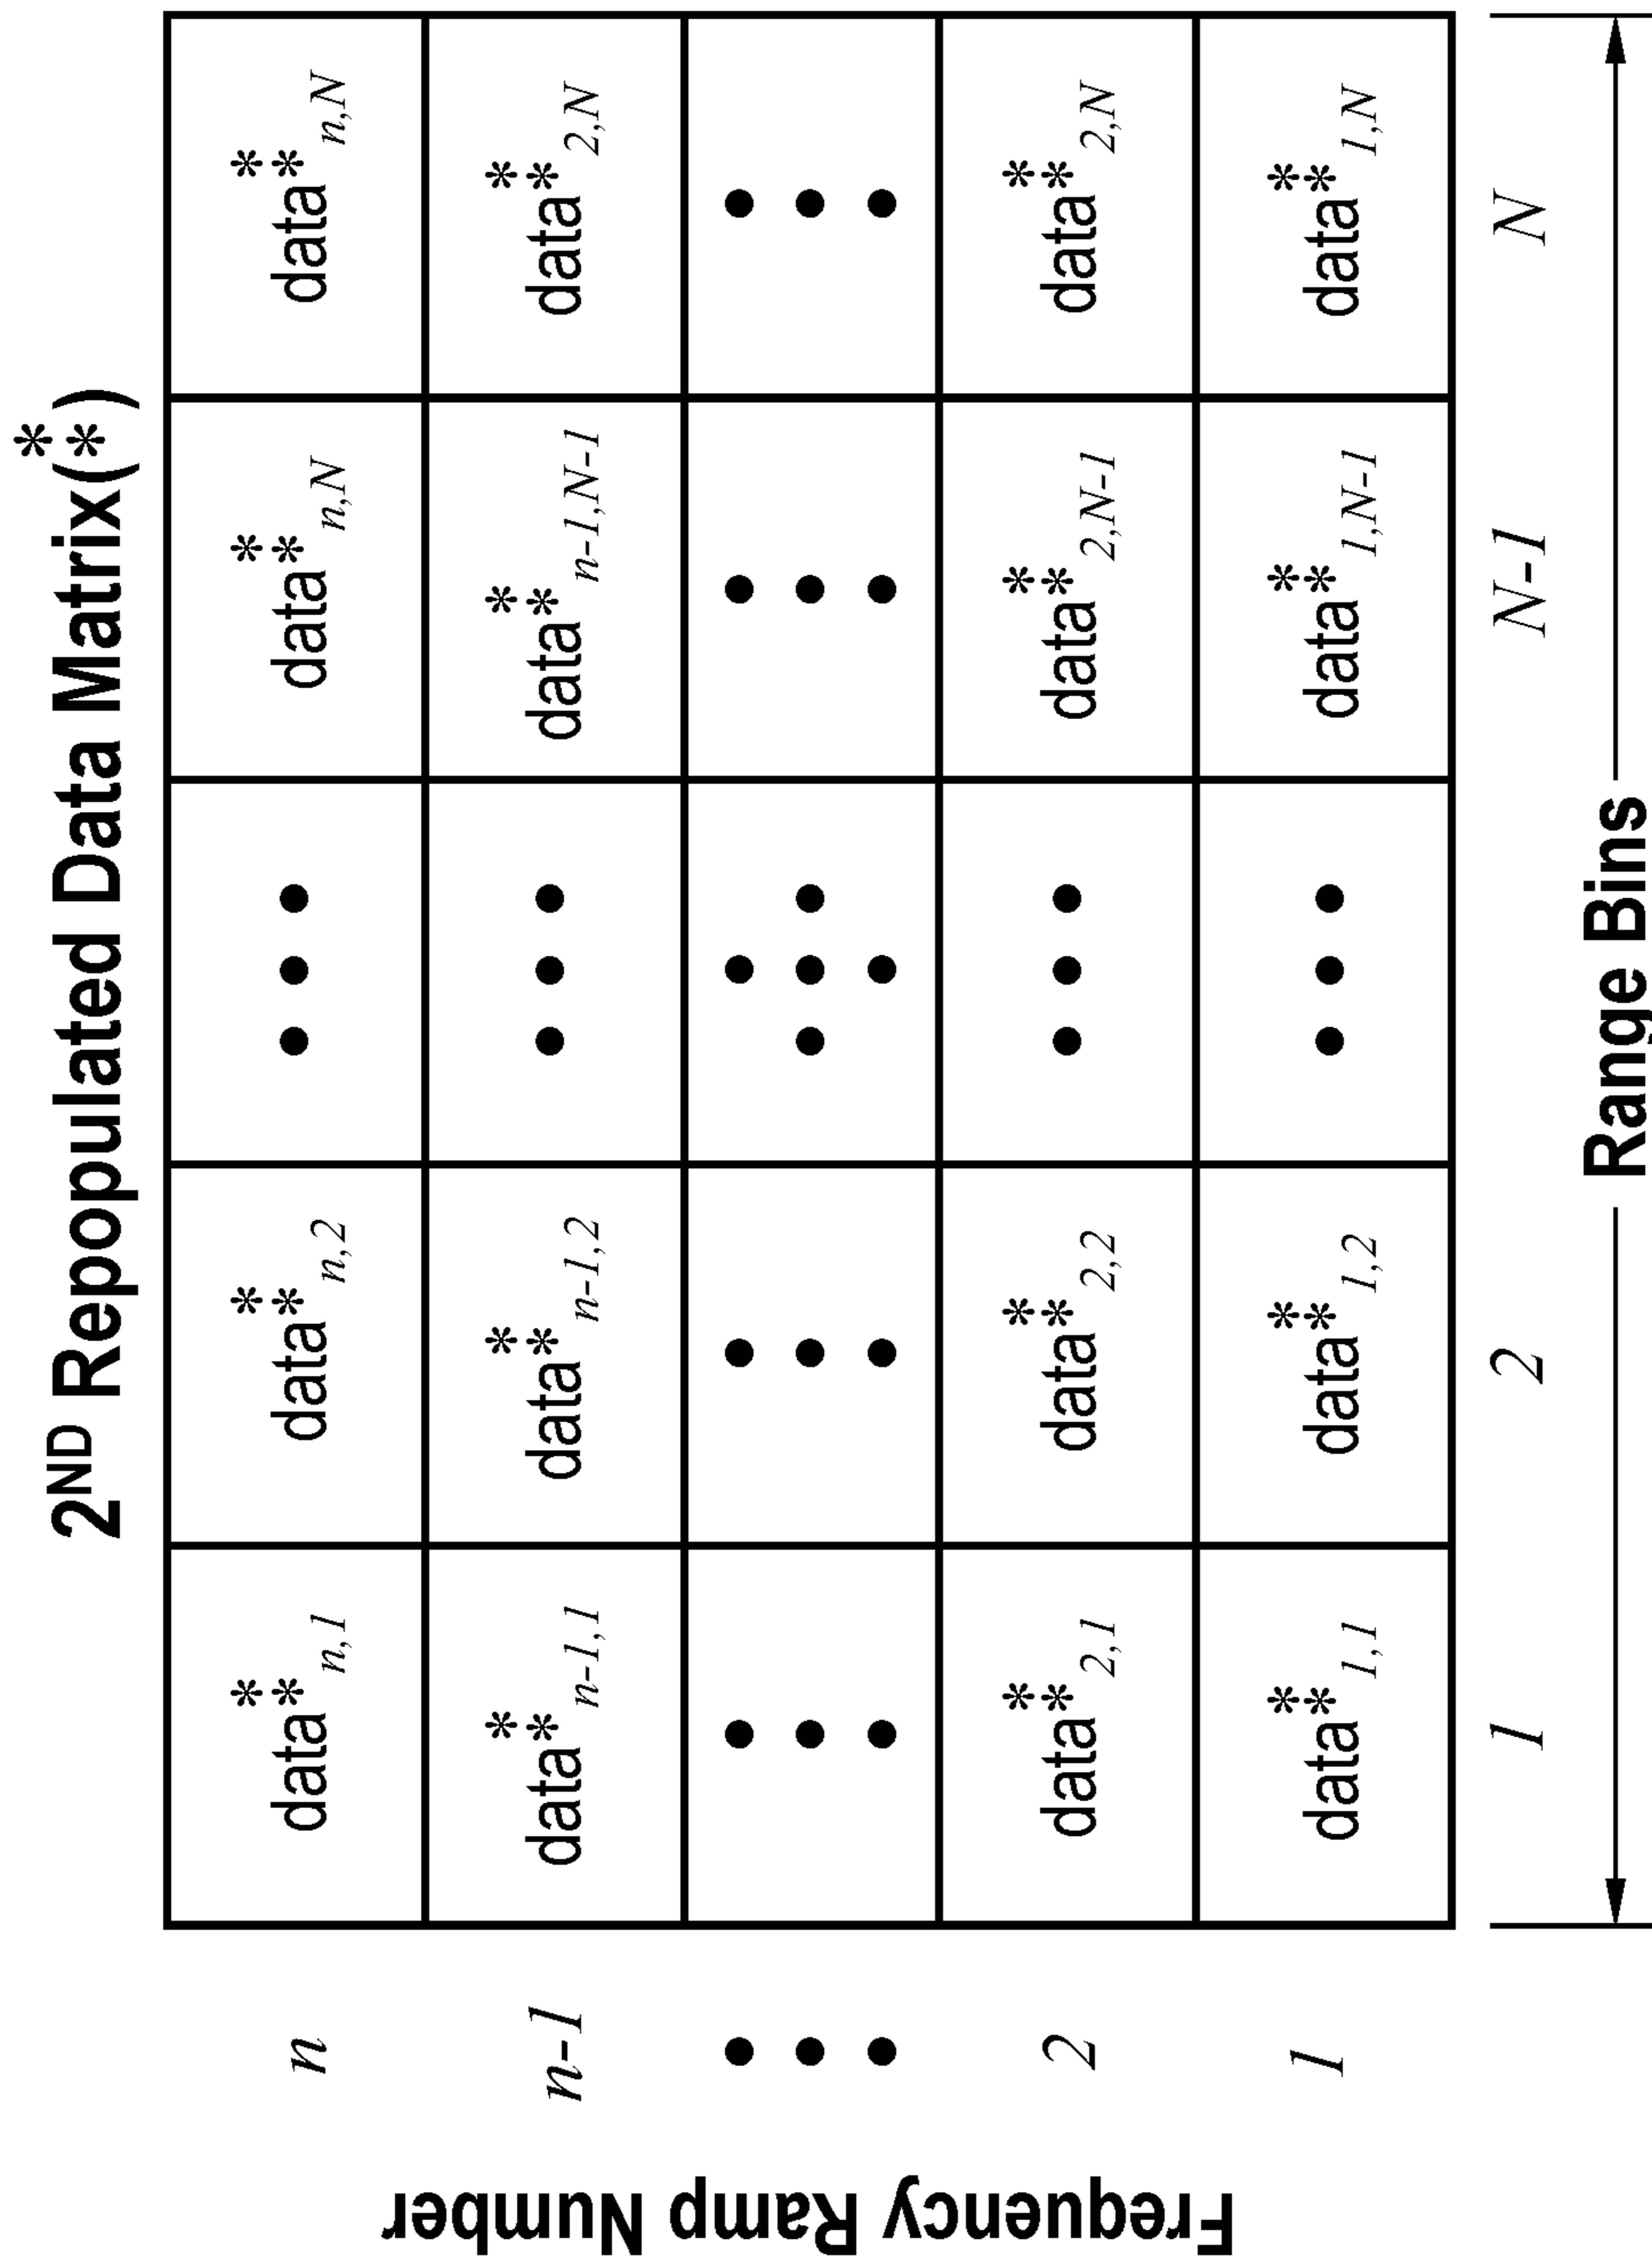 2ND Repopulated Data Matrix(**)
Frequency Ramp Number
n data**n,1 data**n,2 • • • data**n,N data**n,N
n-1 data**n-1,1 data**n-1,2 • • • data**n-1,N-1 data**2,N
2 data**2,1 data**2,2 • • • data**2,N-1 data**2,N
1 data**1,1 data**1,2 • • • data**1,N-1 data**1,N
1 2 N-1 N
Range Bins